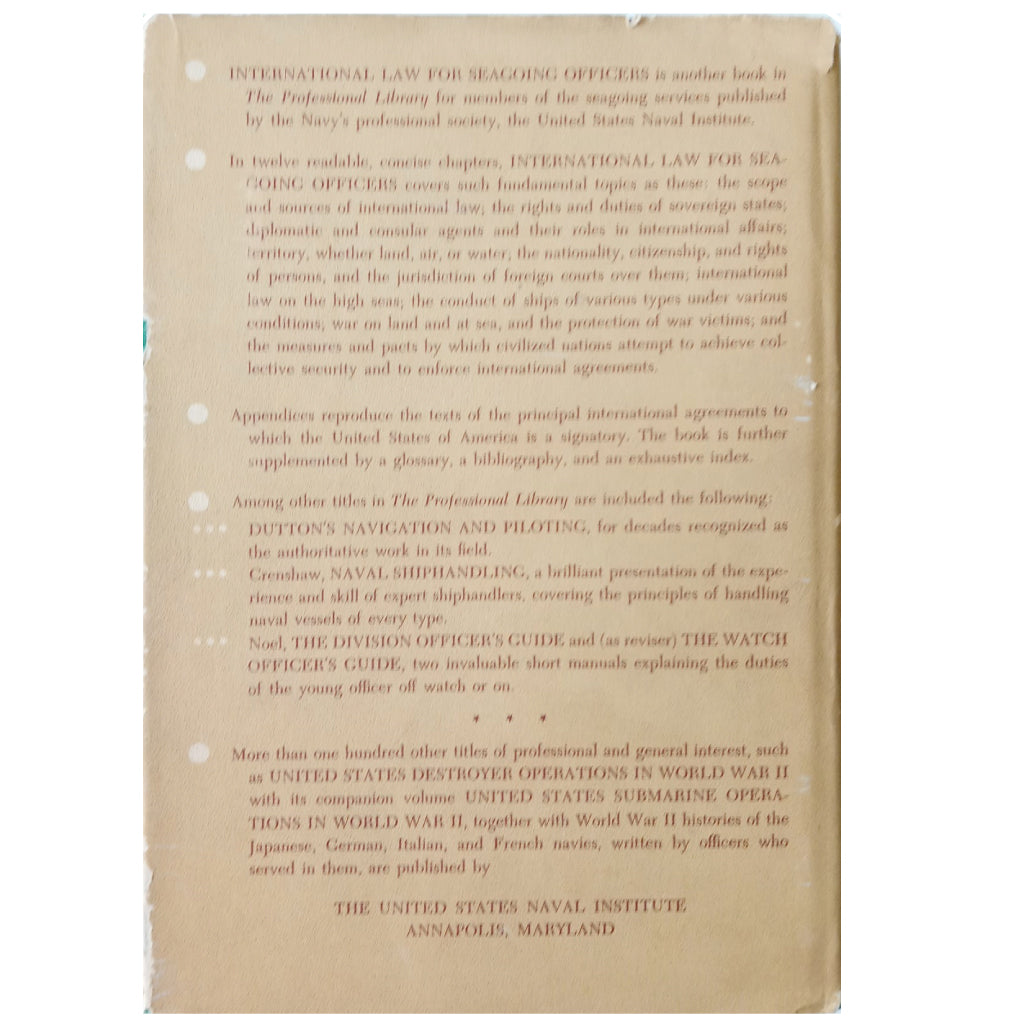 INTERNATIONAL LAW FOR SEAGOING OFFICERS is another book in
The Professional Library for members of the seagoing services published
by the Navy's professional society, the United States Naval Institute.
In twelve readable, concise chapters, INTERNATIONAL LAW FOR SEA-
GOING OFFICERS covers such fundamental topics as these: the scope
and sources of international law; the rights and duties of sovereign states;
diplomatic and consular agents and their roles in international affairs;
territory, whether land, air, or water; the nationality, citizenship, and rights
of persons, and the jurisdiction of foreign courts over them; international
law on the high seas; the conduct of ships of various types under various
conditions; war on land and at sea, and the protection of war victims; and
the measures and pacts by which civilized nations attempt to achieve col-
lective security and to enforce international agreements.
Appendices reproduce the texts of the principal international agreements to
which the United States of America is a signatory. The book is further
supplemented by a glossary, a bibliography, and an exhaustive index.
Among other titles in The Professional Library are included the following:
DUTTON'S NAVIGATION AND PILOTING, for decades recognized as
the authoritative work in its field.
Crenshaw, NAVAL SHIPHANDLING, a brilliant presentation of the expe-
rience and skill of expert shiphandlers, covering the principles of handling
naval vessels of every type.
Noel, THE DIVISION OFFICER'S GUIDE and (as reviser) THE WATCH
OFFICER'S GUIDE, two invaluable short manuals explaining the duties
of the young officer off watch or on.
* * *
More than one hundred other titles of professional and general interest, such
as UNITED STATES DESTROYER OPERATIONS IN WORLD WAR II
with its companion volume UNITED STATES SUBMARINE OPERA-
TIONS IN WORLD WAR II, together with World War II histories of the
Japanese, German, Italian, and French navies, written by officers who
served in them, are published by
THE UNITED STATES NAVAL INSTITUTE
ANNAPOLIS, MARYLAND